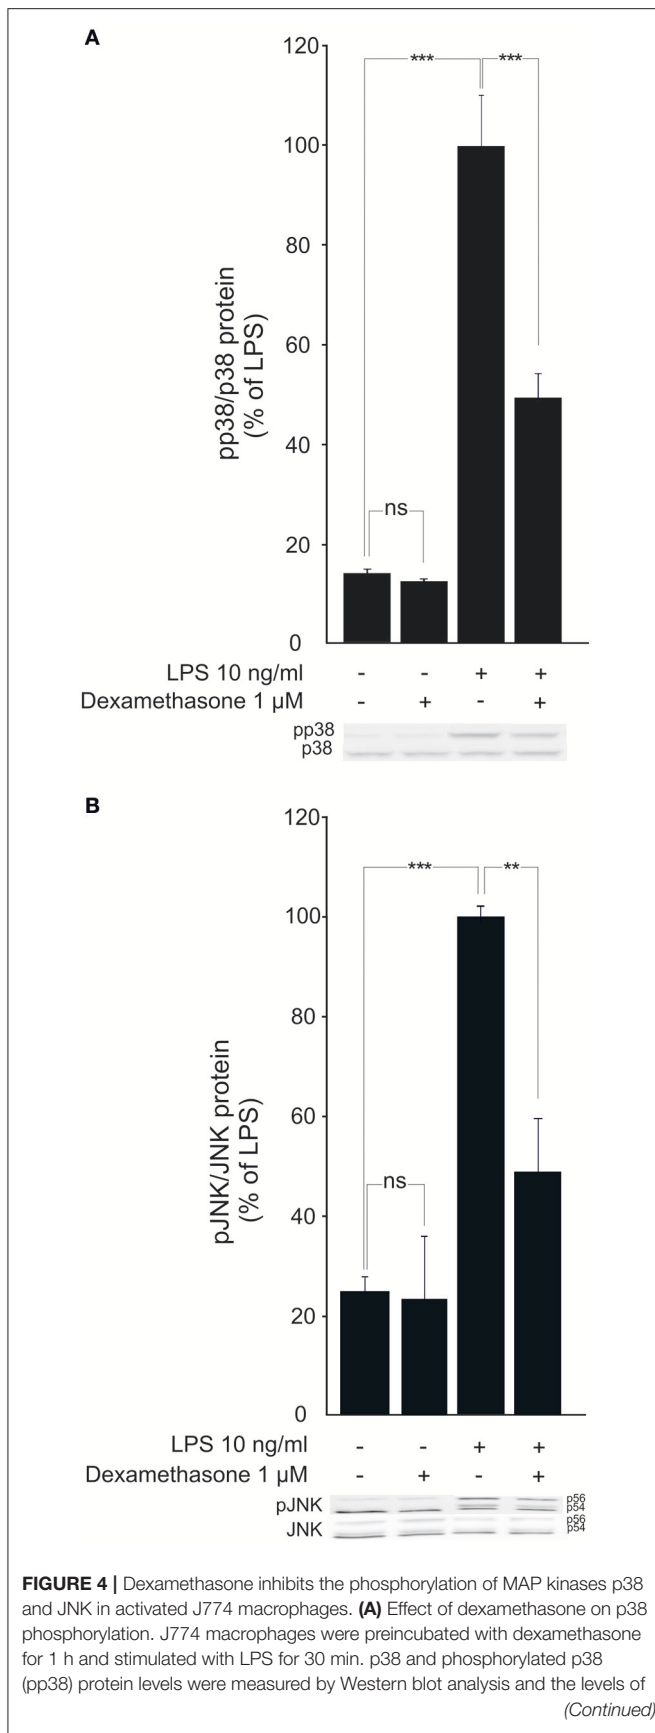 A
120
***
***
100
80
60
40
ns
20
0
pp38/p38 protein
(% of LPS)
LPS 10 ng/ml - - + +
Dexamethasone 1 μM - + - +
pp38
p38
B
120
***
**
100
80
60
40
ns
20
0
pJNK/JNK protein
(% of LPS)
LPS 10 ng/ml - - + +
Dexamethasone 1 μM - + - +
pJNK
p56
p54
JNK
p56
p54
FIGURE 4 | Dexamethasone inhibits the phosphorylation of MAP kinases p38
and JNK in activated J774 macrophages. (A) Effect of dexamethasone on p38
phosphorylation. J774 macrophages were preincubated with dexamethasone
for 1 h and stimulated with LPS for 30 min. p38 and phosphorylated p38
(pp38) protein levels were measured by Western blot analysis and the levels of
(Continued)